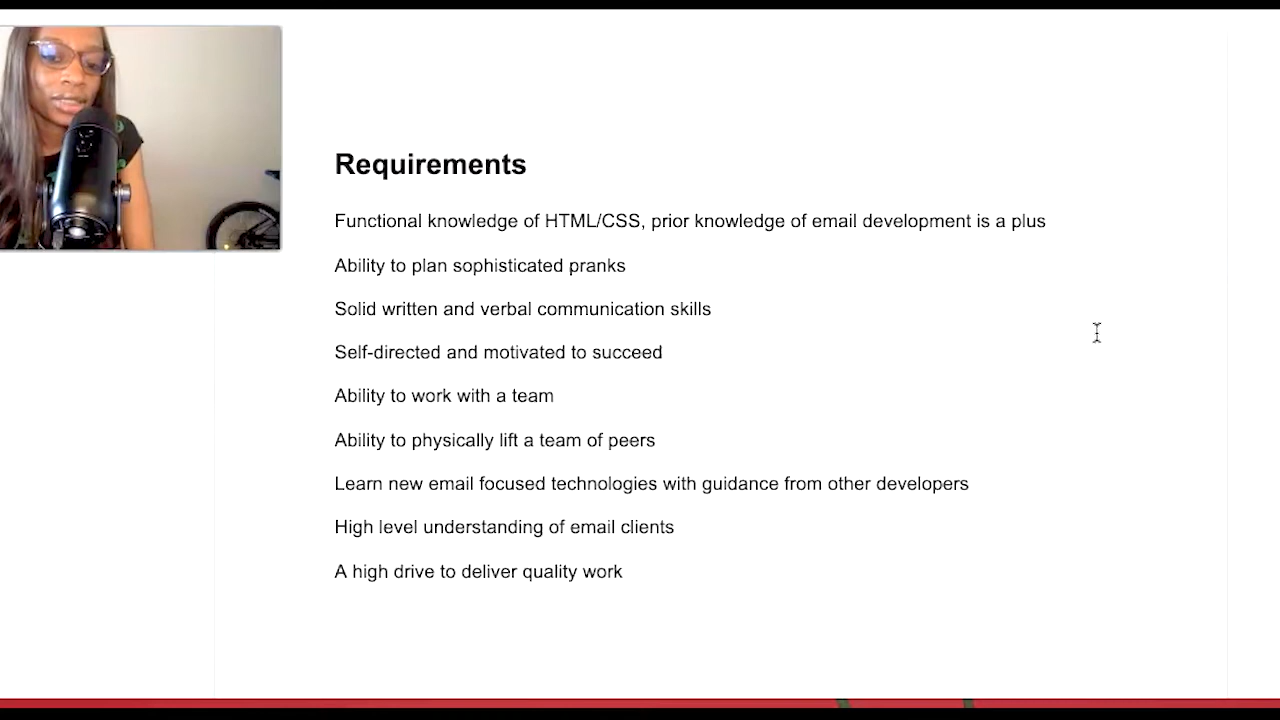 Requirements
Functional knowledge of HTML/CSS, prior knowledge of email development is a plus
Ability to plan sophisticated pranks
Solid written and verbal communication skills
Self-directed and motivated to succeed
Ability to work with a team
Ability to physically lift a team of peers
Learn new email focused technologies with guidance from other developers
High level understanding of email clients
A high drive to deliver quality work